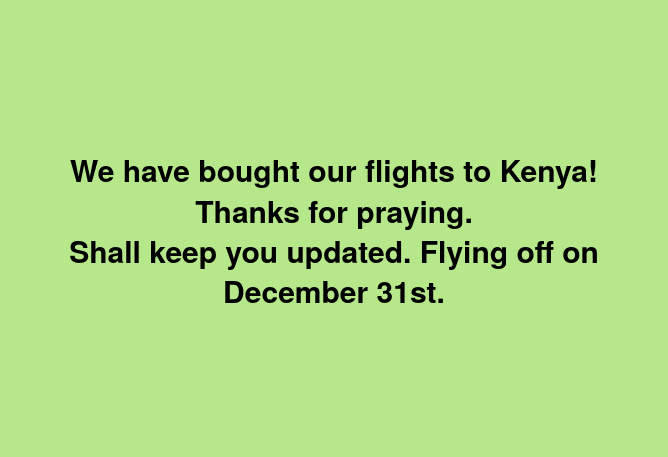 We have bought our flights to Kenya!
Thanks for praying.
Shall keep you updated. Flying off on
December 31st.